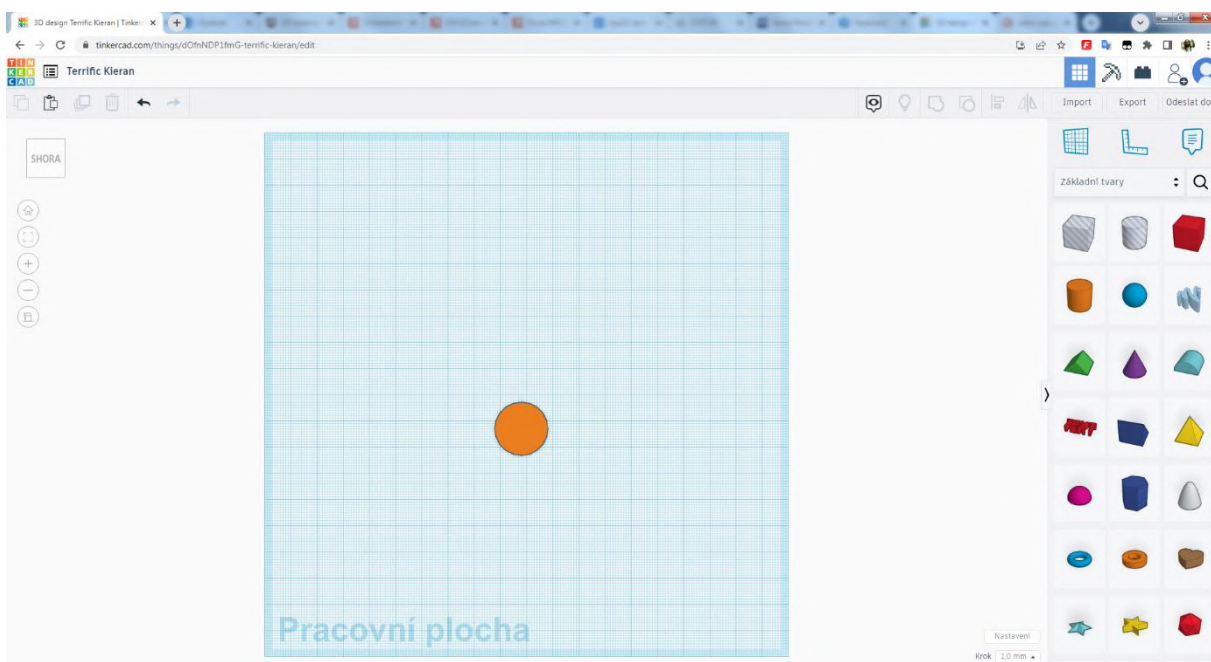 3D design Terrific Kieran | Tinker
tinkercad.com/things/dOfnNDP1fmG-terrific-kieran/edit
TIN
KER
CAD
Terrific Kieran
Import
Export
Odeslat do
SHORA
Základní tvary
TEXT
Pracovní plocha
Nastavení
Krok
1,0 mm